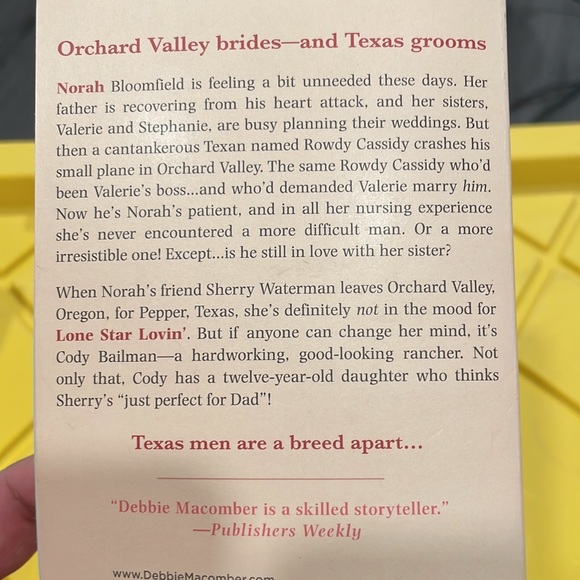 Orchard Valley brides—and Texas grooms
Norah Bloomfield is feeling a bit unneeded these days. Her
father is recovering from his heart attack, and her sisters,
Valerie and Stephanie, are busy planning their weddings. But
then a cantankerous Texan named Rowdy Cassidy crashes his
small plane in Orchard Valley. The same Rowdy Cassidy who'd
been Valerie's boss...and who'd demanded Valerie marry him.
Now he's Norah's patient, and in all her nursing experience
she's never encountered a more difficult man. Or a more
irresistible one! Except...is he still in love with her sister?
When Norah's friend Sherry Waterman leaves Orchard Valley,
Oregon, for Pepper, Texas, she's definitely not in the mood for
Lone Star Lovin'. But if anyone can change her mind, it's
Cody Bailman—a hardworking, good-looking rancher. Not
only that, Cody has a twelve-year-old daughter who thinks
Sherry's "just perfect for Dad"!
Texas men are a breed apart...
"Debbie Macomber is a skilled storyteller."
—Publishers Weekly
www.DebbieMacomber.com